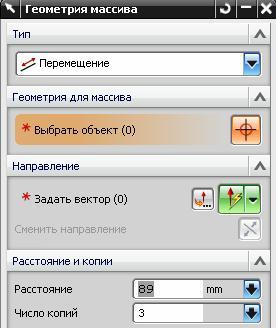 Геометрия массива
Тип
Перемещение
Геометрия для массива
* Выбрать объект (0)
Направление
* Задать вектор (0)
Сменить направление
Расстояние и копии
Расстояние 89 mm
Число копий 3